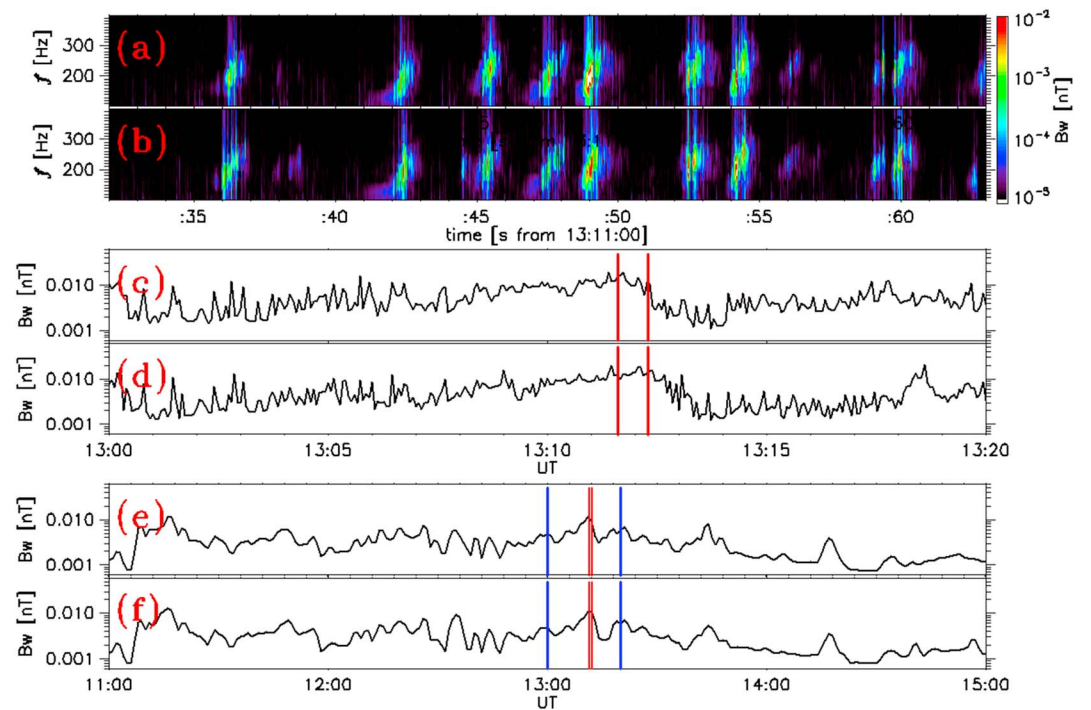 (a)
f [Hz]
300
200
(b)
f [Hz]
300
200
:35 :40 :45 :50 :55 :60
time [s from 13:11:00]
10⁻²
10⁻³
10⁻⁴
10⁻⁵
Bw [nT]
(c)
Bw [nT]
0.010
0.001
(d)
Bw [nT]
0.010
0.001
13:00 13:05 13:10 13:15 13:20
UT
(e)
Bw [nT]
0.010
0.001
(f)
Bw [nT]
0.010
0.001
11:00 12:00 13:00 14:00 15:00
UT